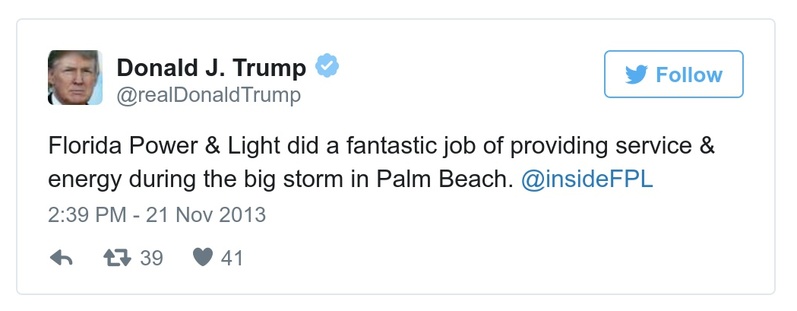 Donald J. Trump
Follow
@realDonaldTrump
Florida Power & Light did a fantastic job of providing service &
energy during the big storm in Palm Beach. @insideFPL
2:39 PM - 21 Nov 2013
39 41